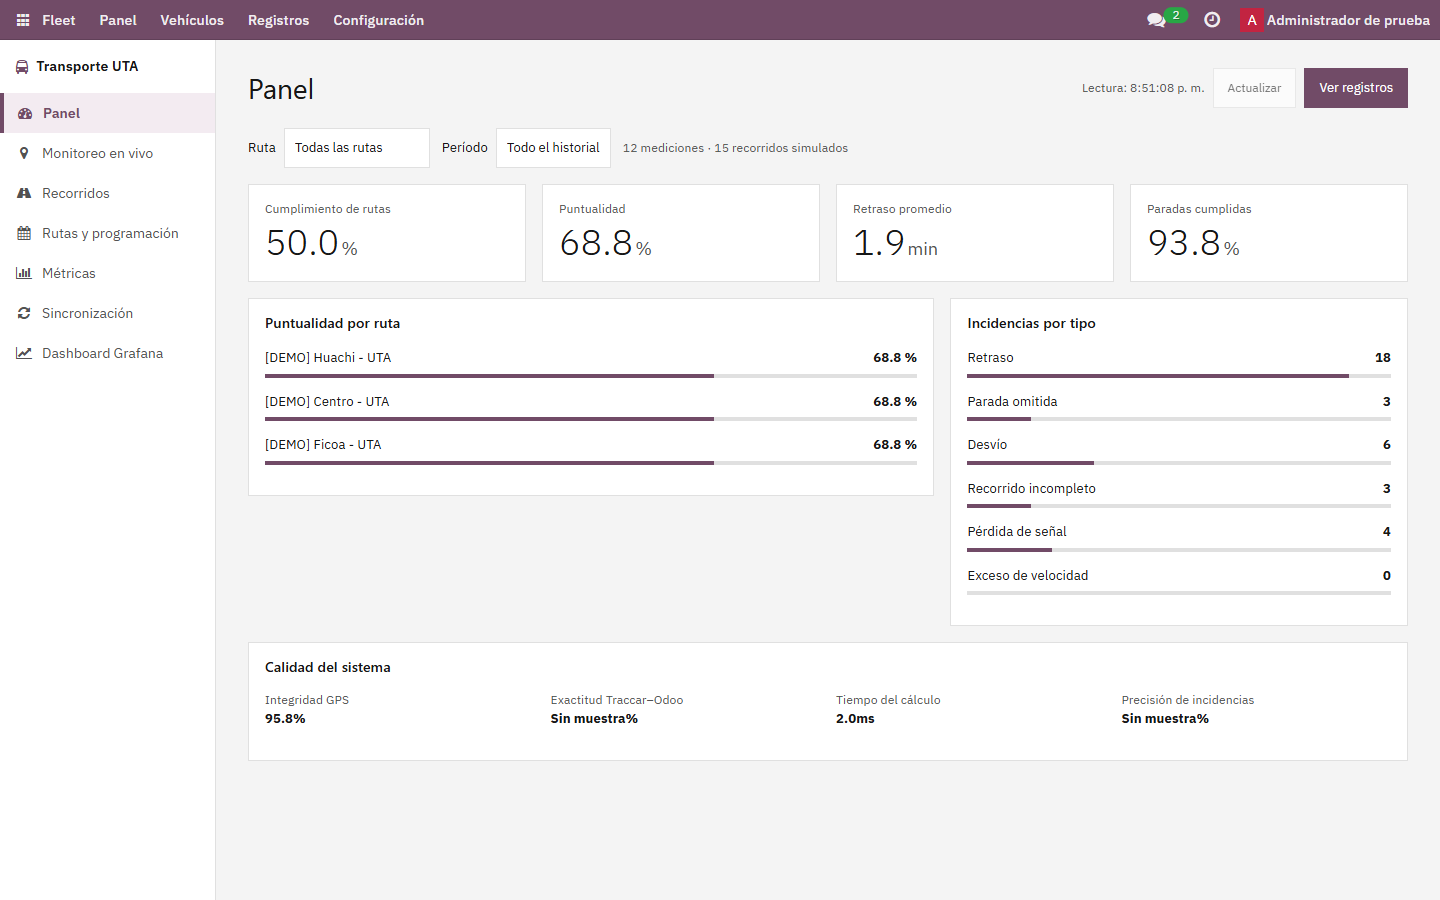 Fleet Panel Vehículos Registros Configuración 2 A Administrador de prueba
Transporte UTA
Panel
Monitoreo en vivo
Recorridos
Rutas y programación
Métricas
Sincronización
Dashboard Grafana
Panel
Lectura: 8:51:08 p. m. Actualizar Ver registros
Ruta Todas las rutas Período Todo el historial 12 mediciones · 15 recorridos simulados
Cumplimiento de rutas
50.0 %
Puntualidad
68.8 %
Retraso promedio
1.9 min
Paradas cumplidas
93.8 %
Puntualidad por ruta
[DEMO] Huachi - UTA 68.8 %
[DEMO] Centro - UTA 68.8 %
[DEMO] Ficoa - UTA 68.8 %
Incidencias por tipo
Retraso 18
Parada omitida 3
Desvío 6
Recorrido incompleto 3
Pérdida de señal 4
Exceso de velocidad 0
Calidad del sistema
Integridad GPS
95.8%
Exactitud Traccar–Odoo
Sin muestra%
Tiempo del cálculo
2.0ms
Precisión de incidencias
Sin muestra%